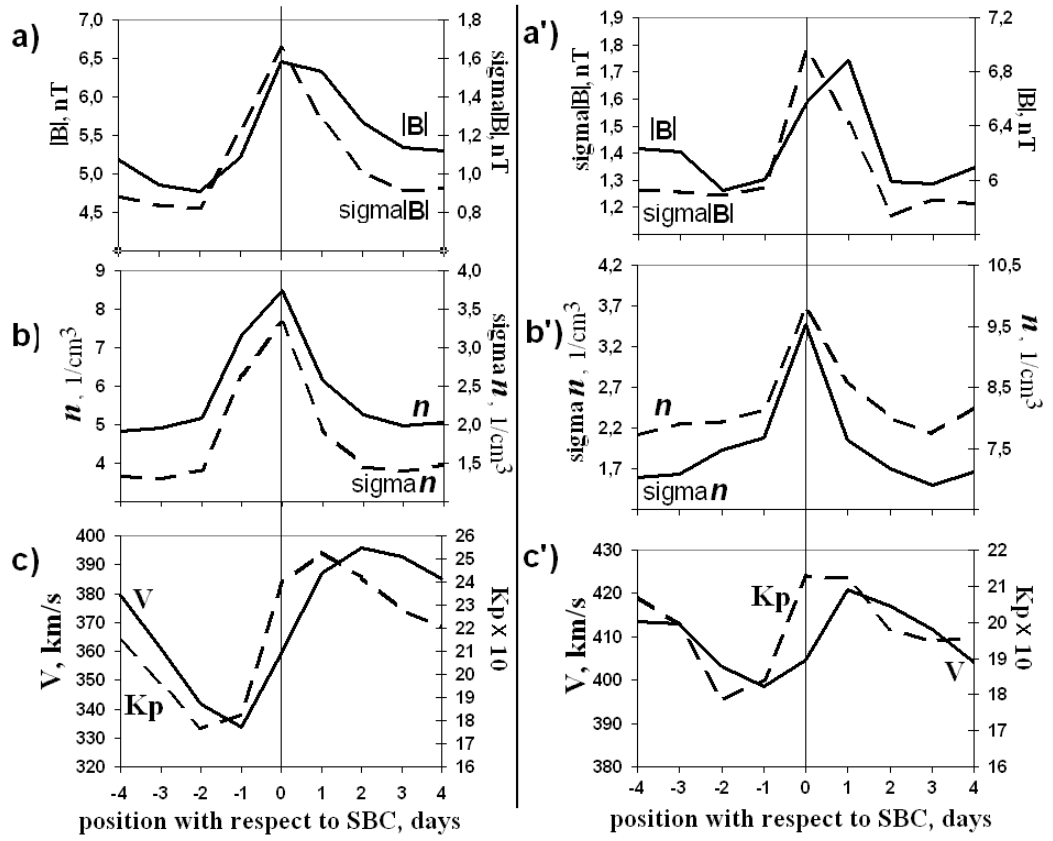 a)
7,0
6,5
6,0
5,5
5,0
4,5
|B|, nT
1,8
1,6
1,4
1,2
1,0
0,8
sigma|B|, nT
|B|
sigma|B|
a')
1,9
1,8
1,7
1,6
1,5
1,4
1,3
1,2
sigma|B|, nT
7,2
6,8
6,4
6
|B|, nT
|B|
sigma|B|
b)
9
8
7
6
5
4
n, 1/cm³
4,0
3,5
3,0
2,5
2,0
1,5
sigma n, 1/cm³
n
sigma n
b')
4,2
3,7
3,2
2,7
2,2
1,7
sigma n, 1/cm³
10,5
9,5
8,5
7,5
n, 1/cm³
n
sigma n
c)
400
390
380
370
360
350
340
330
320
V, km/s
26
25
24
23
22
21
20
19
18
17
16
Kp x 10
V
Kp
-4 -3 -2 -1 0 1 2 3 4
position with respect to SBC, days
c')
430
420
410
400
390
380
V, km/s
22
21
20
19
18
17
16
Kp x 10
Kp
V
-4 -3 -2 -1 0 1 2 3 4
position with respect to SBC, days